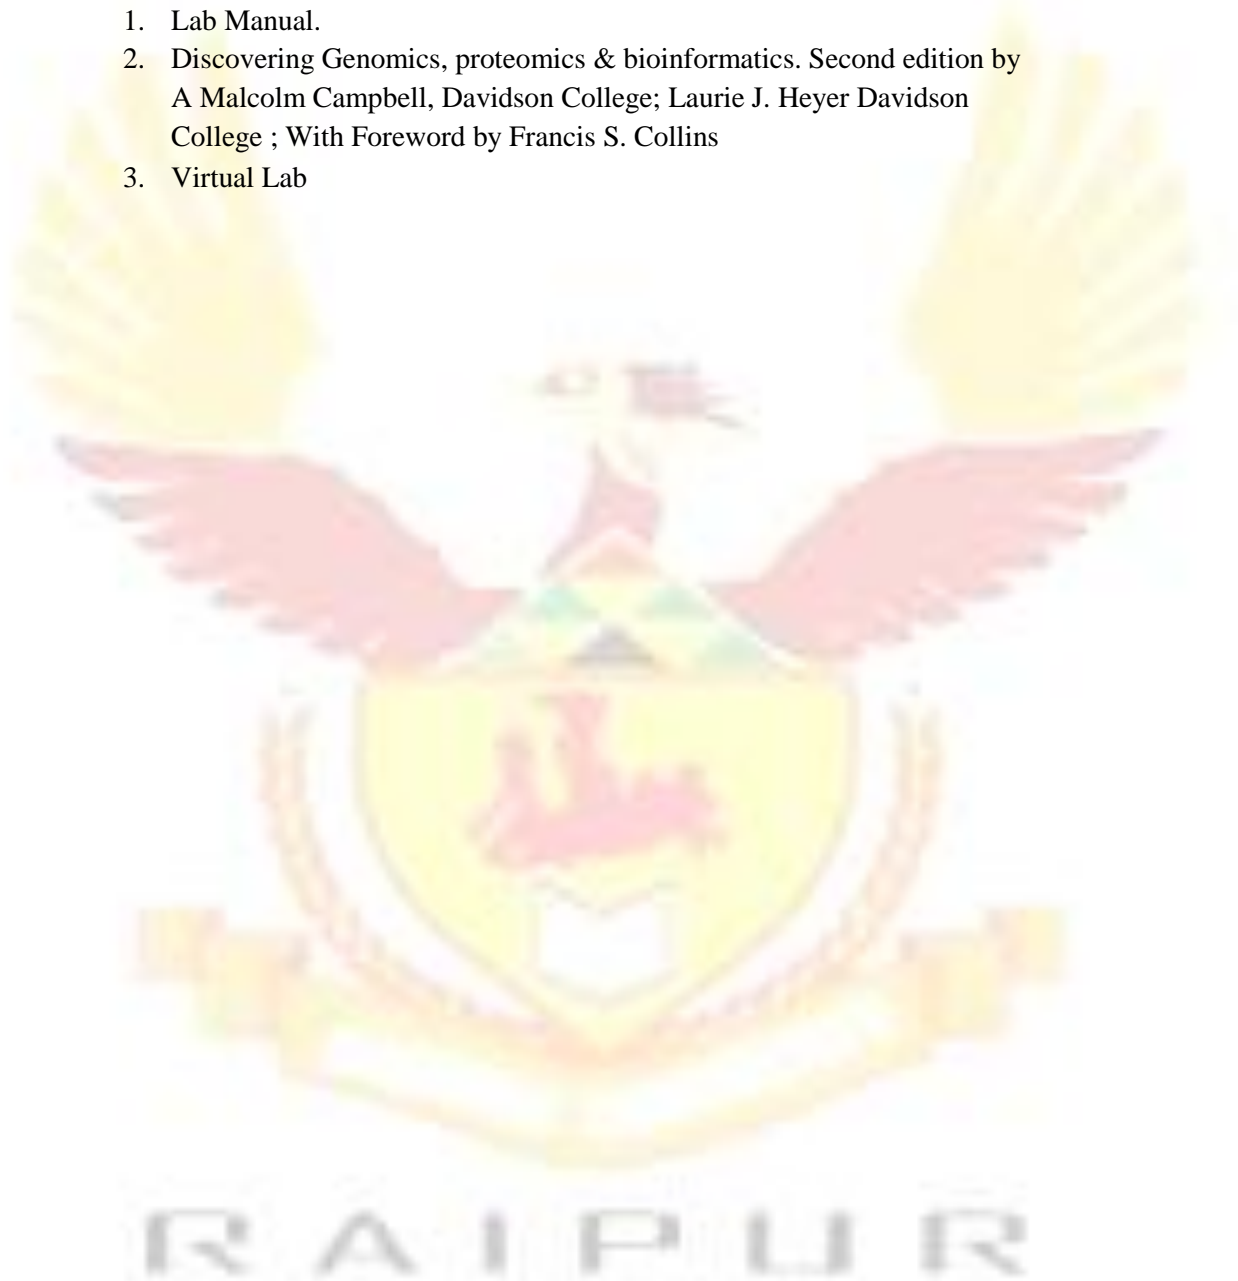 1. Lab Manual.
2. Discovering Genomics, proteomics & bioinformatics. Second edition by
A Malcolm Campbell, Davidson College; Laurie J. Heyer Davidson
College ; With Foreword by Francis S. Collins
3. Virtual Lab
RAIPUR